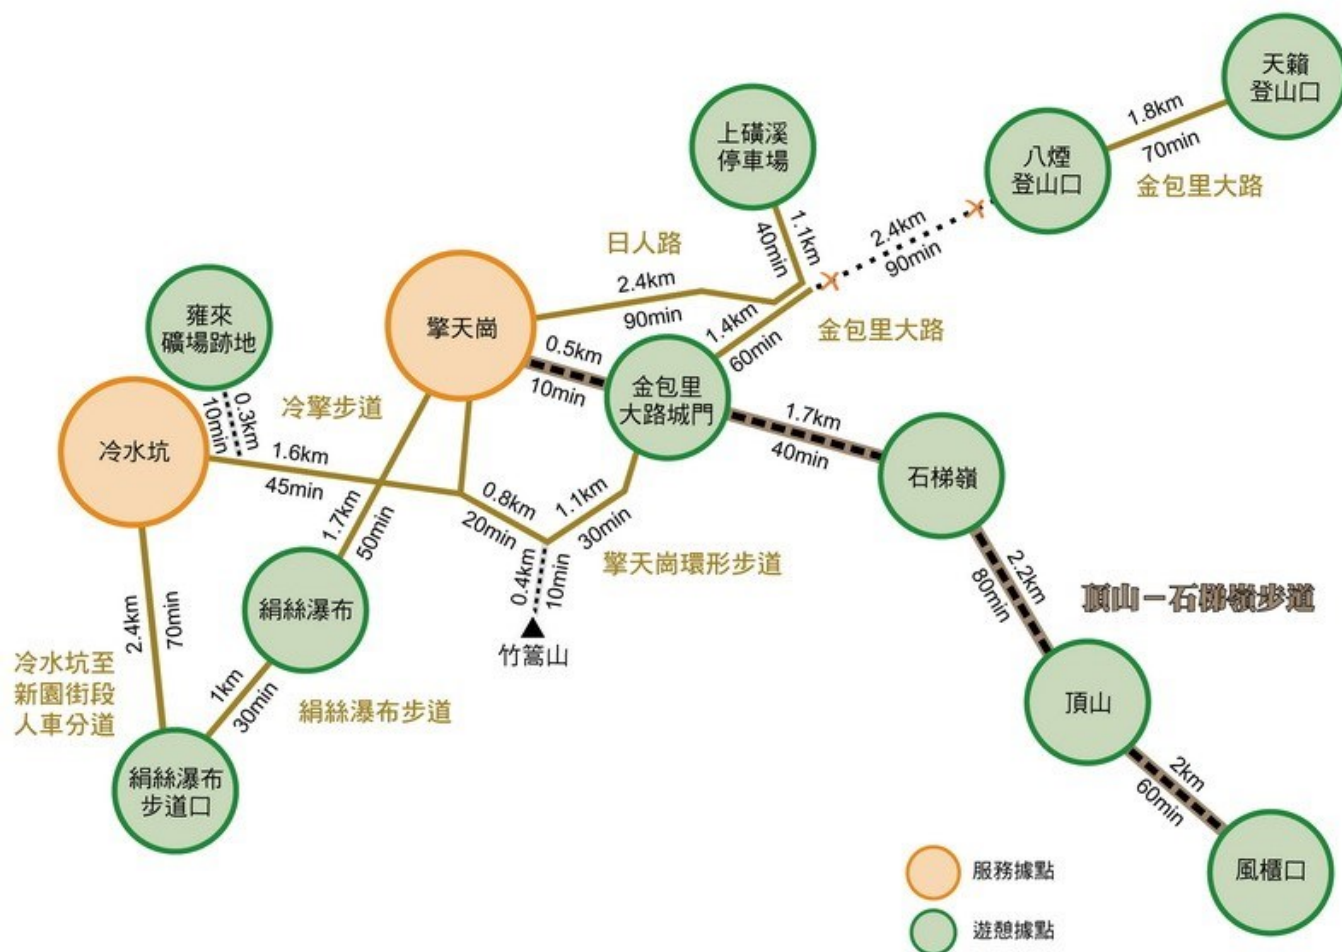 天籟
登山口
1.8km
70min
金包里大路
八煙
登山口
上磺溪
停車場
1.1km
40min
2.4km
90min
日人路
2.4km
90min
1.4km
60min
金包里大路
雍來
礦場跡地
0.3km
10min
擎天崗
0.5km
10min
金包里
大路城門
1.7km
40min
冷擎步道
冷水坑
1.6km
45min
石梯嶺
0.8km
20min
1.1km
30min
擎天崗環形步道
1.7km
50min
0.4km
10min
竹篙山
絹絲瀑布
2.2km
80min
頂山－石梯嶺步道
2.4km
70min
冷水坑至
新園街段
人車分道
1km
30min
絹絲瀑布步道
頂山
絹絲瀑布
步道口
2km
60min
風櫃口
服務據點
遊憩據點